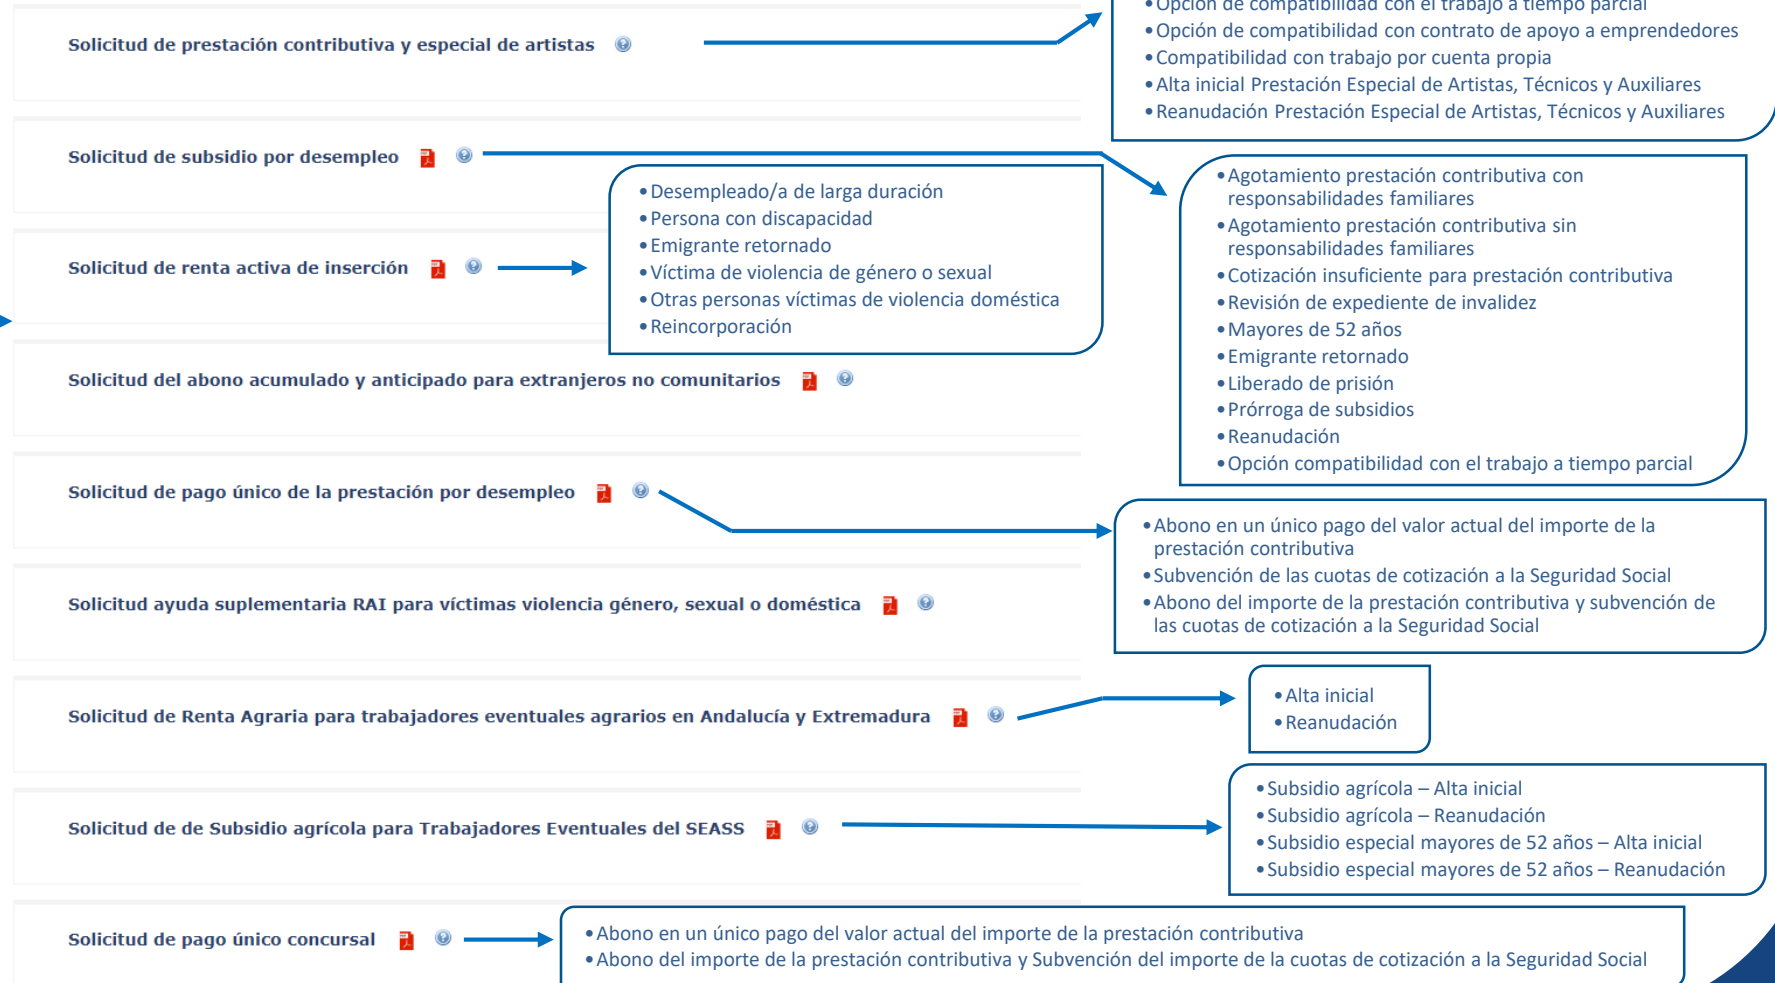 Solicitud de prestación contributiva y especial de artistas
•Opción de compatibilidad con el trabajo a tiempo parcial
•Opción de compatibilidad con contrato de apoyo a emprendedores
•Compatibilidad con trabajo por cuenta propia
•Alta inicial Prestación Especial de Artistas, Técnicos y Auxiliares
•Reanudación Prestación Especial de Artistas, Técnicos y Auxiliares
Solicitud de subsidio por desempleo
•Agotamiento prestación contributiva con
responsabilidades familiares
•Agotamiento prestación contributiva sin
responsabilidades familiares
•Cotización insuficiente para prestación contributiva
•Revisión de expediente de invalidez
•Mayores de 52 años
•Emigrante retornado
•Liberado de prisión
•Prórroga de subsidios
•Reanudación
•Opción compatibilidad con el trabajo a tiempo parcial
Solicitud de renta activa de inserción
•Desempleado/a de larga duración
•Persona con discapacidad
•Emigrante retornado
•Víctima de violencia de género o sexual
•Otras personas víctimas de violencia doméstica
•Reincorporación
Solicitud del abono acumulado y anticipado para extranjeros no comunitarios
Solicitud de pago único de la prestación por desempleo
•Abono en un único pago del valor actual del importe de la
prestación contributiva
•Subvención de las cuotas de cotización a la Seguridad Social
•Abono del importe de la prestación contributiva y subvención de
las cuotas de cotización a la Seguridad Social
Solicitud ayuda suplementaria RAI para víctimas violencia género, sexual o doméstica
Solicitud de Renta Agraria para trabajadores eventuales agrarios en Andalucía y Extremadura
•Alta inicial
•Reanudación
Solicitud de de Subsidio agrícola para Trabajadores Eventuales del SEASS
•Subsidio agrícola – Alta inicial
•Subsidio agrícola – Reanudación
•Subsidio especial mayores de 52 años – Alta inicial
•Subsidio especial mayores de 52 años – Reanudación
Solicitud de pago único concursal
•Abono en un único pago del valor actual del importe de la prestación contributiva
•Abono del importe de la prestación contributiva y Subvención del importe de la cuotas de cotización a la Seguridad Social